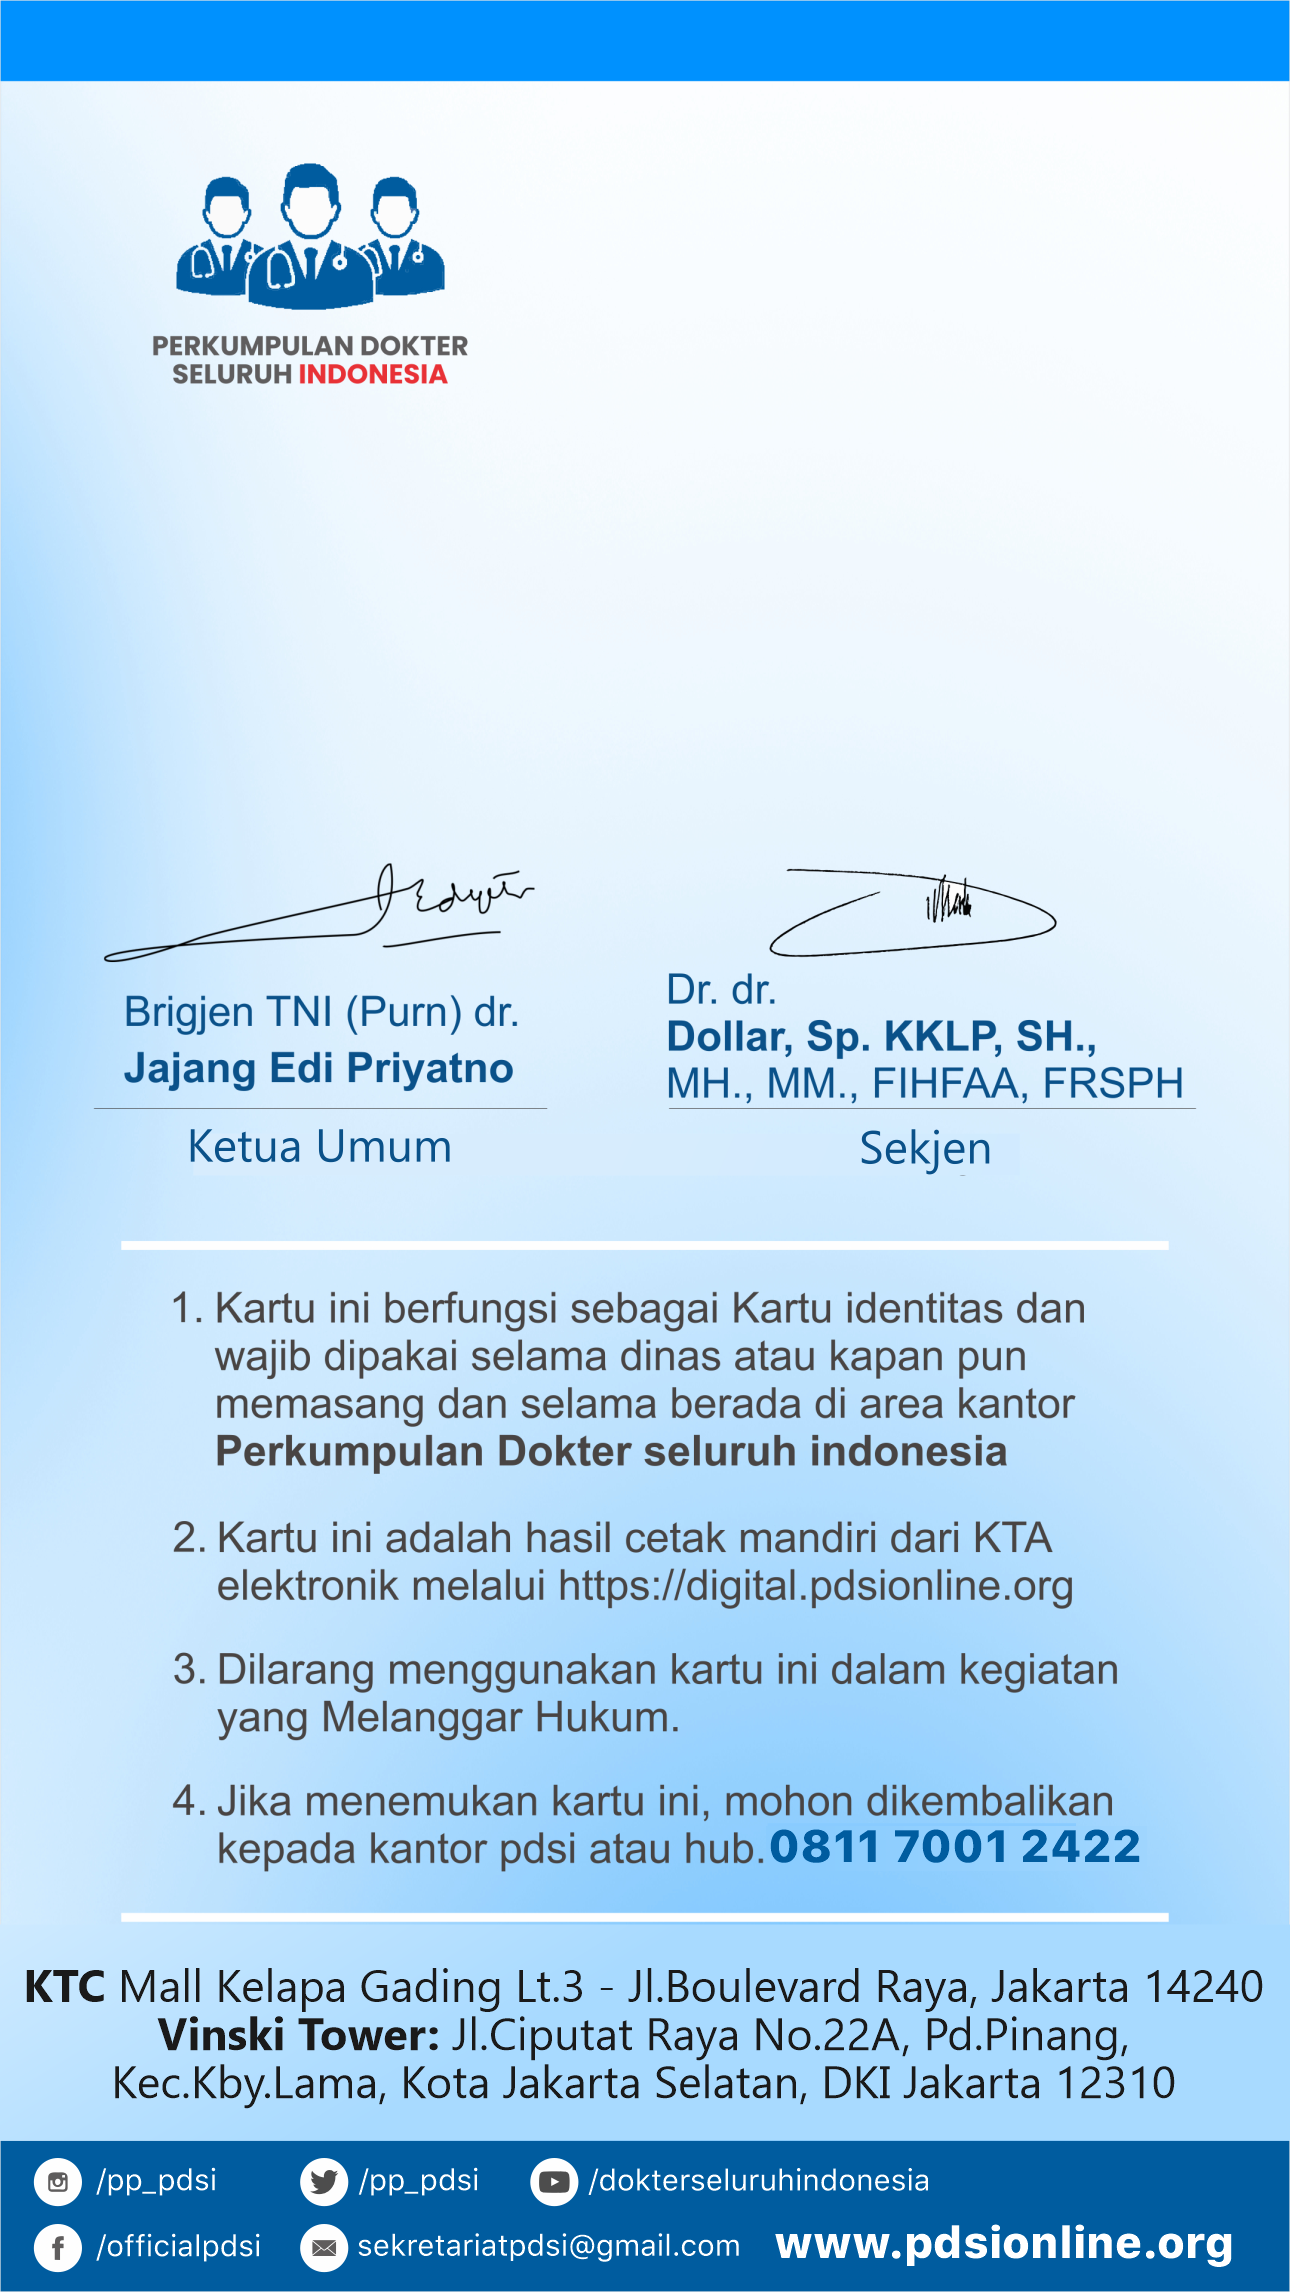 PERKUMPULAN DOKTER
SELURUH INDONESIA
Brigjen TNI (Purn) dr.
Jajang Edi Priyatno
Ketua Umum
Dr. dr.
Dollar, Sp. KKLP, SH.,
MH., MM., FIHFAA, FRSPH
Sekjen
1. Kartu ini berfungsi sebagai Kartu identitas dan
wajib dipakai selama dinas atau kapan pun
memasang dan selama berada di area kantor
Perkumpulan Dokter seluruh indonesia
2. Kartu ini adalah hasil cetak mandiri dari KTA
elektronik melalui https://digital.pdsionline.org
3. Dilarang menggunakan kartu ini dalam kegiatan
yang Melanggar Hukum.
4. Jika menemukan kartu ini, mohon dikembalikan
kepada kantor pdsi atau hub.0811 7001 2422
KTC Mall Kelapa Gading Lt.3 - Jl.Boulevard Raya, Jakarta 14240
Vinski Tower: Jl.Ciputat Raya No.22A, Pd.Pinang,
Kec.Kby.Lama, Kota Jakarta Selatan, DKI Jakarta 12310
/pp_pdsi /pp_pdsi /dokterseluruhindonesia
/officialpdsi sekretariatpdsi@gmail.com www.pdsionline.org